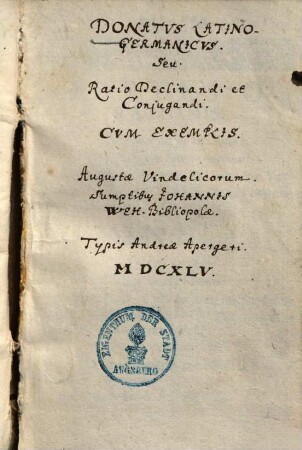 DONATVS LATINO-
GERMANICVS.
Seu.
Ratio Declinandi et
Conjugandi.
CVM EXEMPLIS.
Augustæ Vindelicorum.
Sumptibus JOHANNIS
WEH. Bibliopolæ.
Typis Andreæ Apergeri.
M DCXLV.
EIGENTHUM DER STADT
AUGSBURG